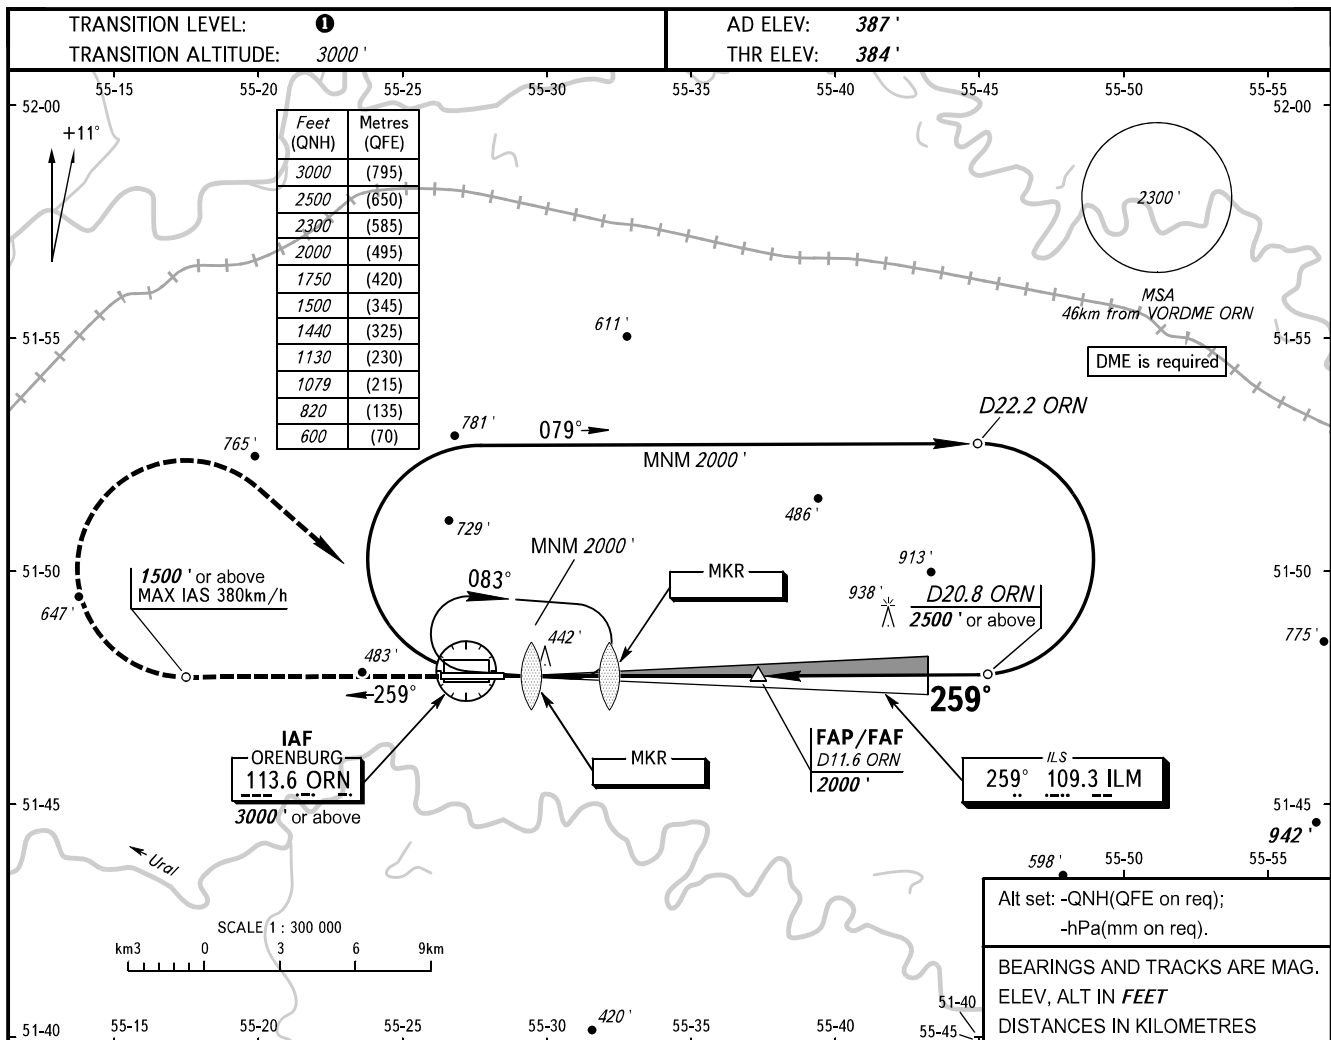 TRANSITION LEVEL: ❶
TRANSITION ALTITUDE: 3000 '
AD ELEV: 387 '
THR ELEV: 384 '
55-15 55-20 55-25 55-30 55-35 55-40 55-45 55-50 55-55
52-00 52-00
+11°
Feet (QNH) Metres (QFE)
3000 (795)
2500 (650)
2300 (585)
2000 (495)
1750 (420)
1500 (345)
1440 (325)
1130 (230)
1079 (215)
820 (135)
600 (70)
2300 '
MSA
46km from VORDME ORN
51-55 51-55
611 '
DME is required
D22.2 ORN
781 '
079°
765 '
MNM 2000 '
486 '
729 '
MNM 2000 '
913 '
51-50 51-50
1500 ' or above
MAX IAS 380km/h
083°
MKR
938 '
D20.8 ORN
2500 ' or above
647 '
442 '
775 '
483 '
259°
259°
IAF
ORENBURG
113.6 ORN
3000 ' or above
MKR
FAP/FAF
D11.6 ORN
2000 '
ILS
259° 109.3 ILM
51-45 51-45
942 '
Ural
598 '
55-50 55-55
SCALE 1 : 300 000
km3 0 3 6 9km
Alt set: -QNH(QFE on req);
-hPa(mm on req).
BEARINGS AND TRACKS ARE MAG.
ELEV, ALT IN FEET
DISTANCES IN KILOMETRES
51-40
55-45
420 '
51-40 55-15 55-20 55-25 55-30 55-35 55-40